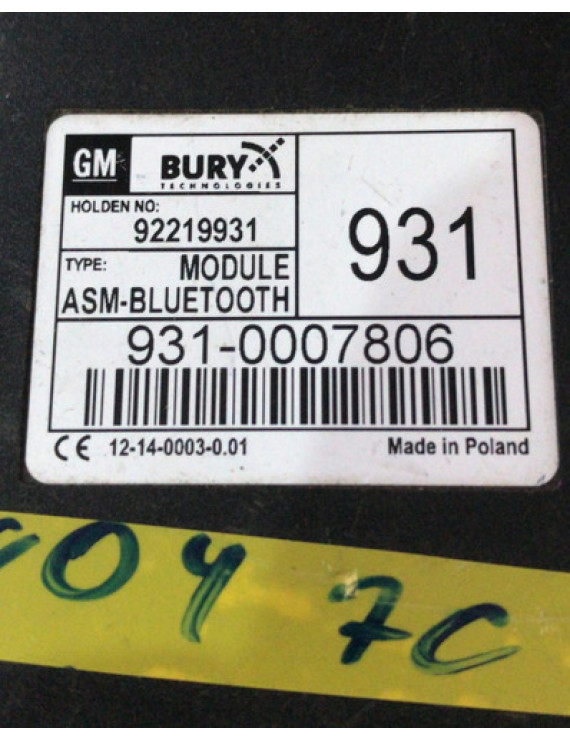 GM
BURY
TECHNOLOGIES
HOLDEN NO:
92219931
TYPE: MODULE
ASM-BLUETOOTH
931
931-0007806
CE 12-14-0003-0.01
Made in Poland
04 7C